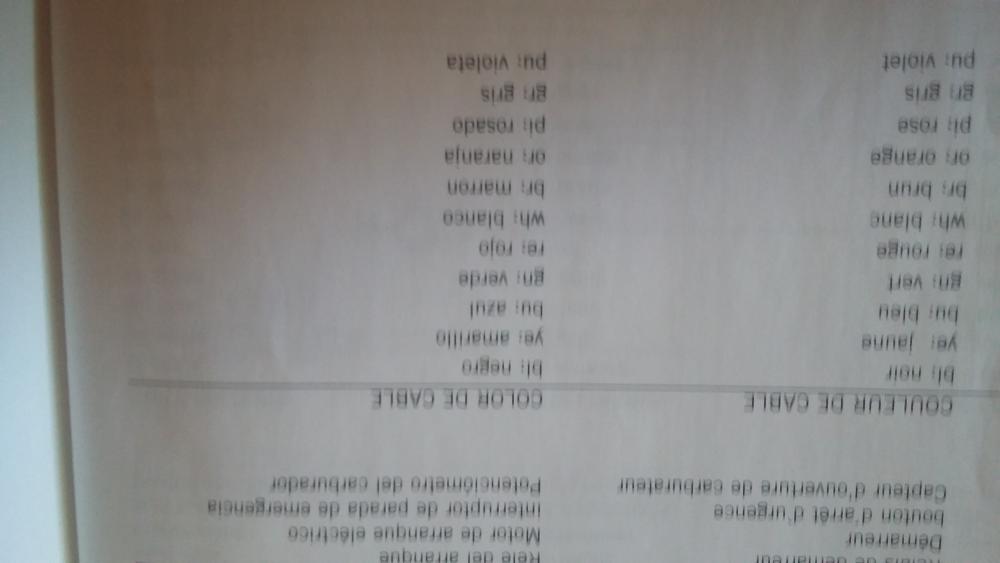 Relais de démarreur
Démarreur
bouton d'arrêt d'urgence
Capteur d'ouverture de carburateur
COULEUR DE CABLE
bl: noir
ye: jaune
bu: bleu
gn: vert
re: rouge
wh: blanc
br: brun
or: orange
pi: rose
gr: gris
pu: violet
Relé del arranque
Motor de arranque eléctrico
interruptor de parada de emergencia
Potenciómetro del carburador
COLOR DE CABLE
bl: negro
ye: amarillo
bu: azul
gn: verde
re: rojo
wh: blanco
br: marron
or: naranja
pi: rosado
gr: gris
pu: violeta